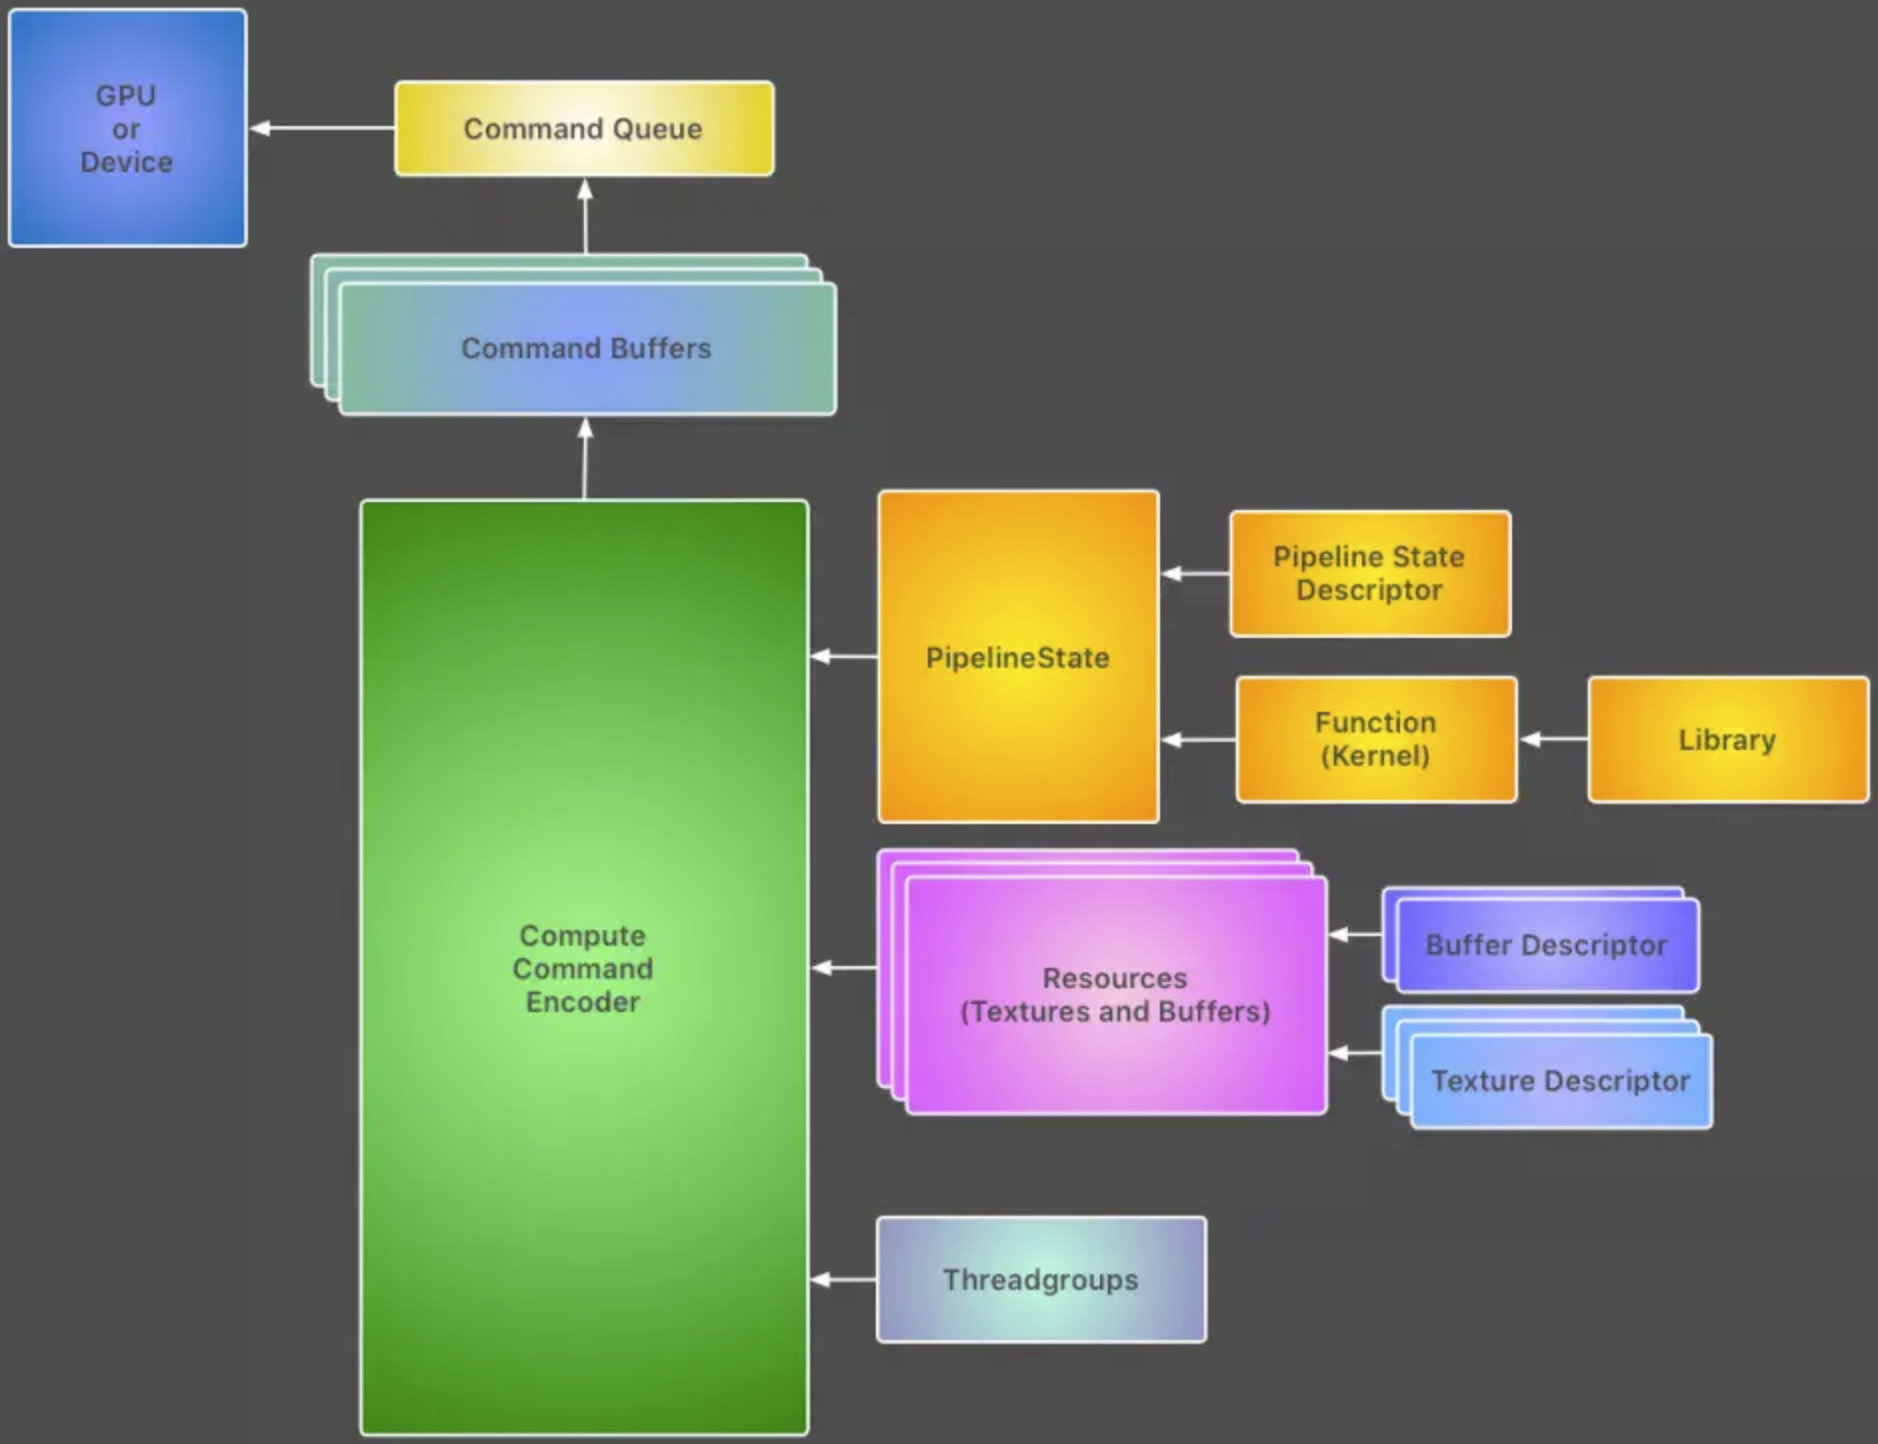 GPU
or
Device
Command Queue
Command Buffers
PipelineState
Pipeline State
Descriptor
Function
(Kernel)
Library
Compute
Command
Encoder
Resources
(Textures and Buffers)
Buffer Descriptor
Texture Descriptor
Threadgroups